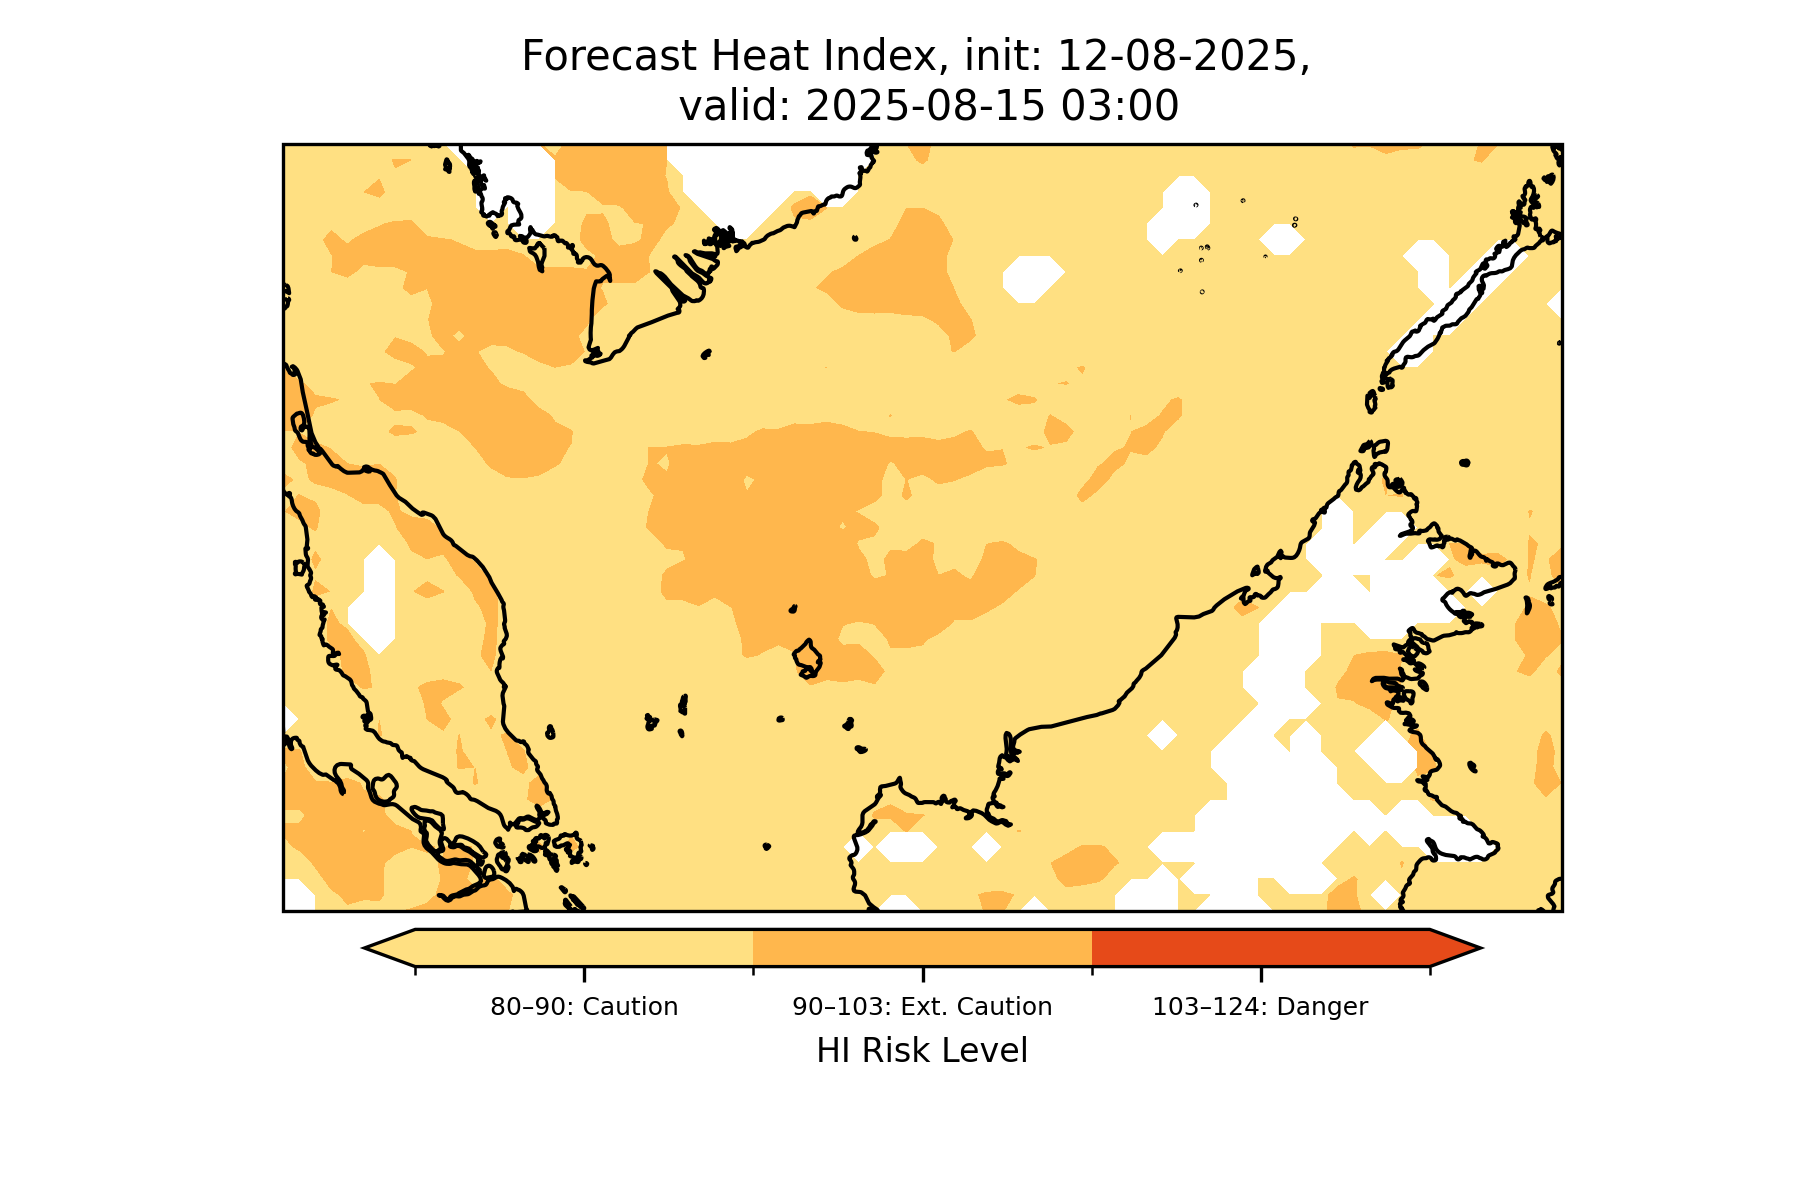 Forecast Heat Index, init: 12-08-2025,
valid: 2025-08-15 03:00
80–90: Caution
90–103: Ext. Caution
103–124: Danger
HI Risk Level